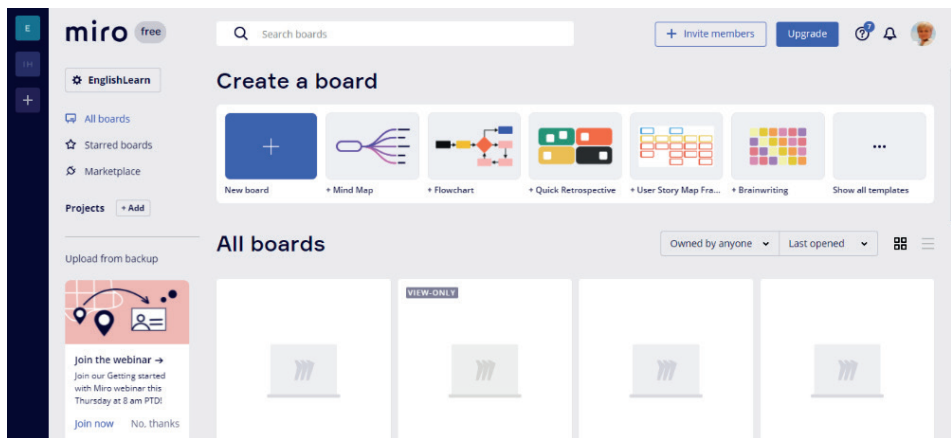 E
miro free
Search boards
+ Invite members
Upgrade
7
EnglishLearn
+
All boards
Starred boards
Marketplace
Projects
+ Add
Upload from backup
Join the webinar →
Join our Getting started
with Miro webinar this
Thursday at 8 am PTD!
Join now No, thanks
Create a board
New board
+ Mind Map
+ Flowchart
+ Quick Retrospective
+ User Story Map Fra...
+ Brainwriting
...
Show all templates
All boards
Owned by anyone
Last opened
VIEW-ONLY